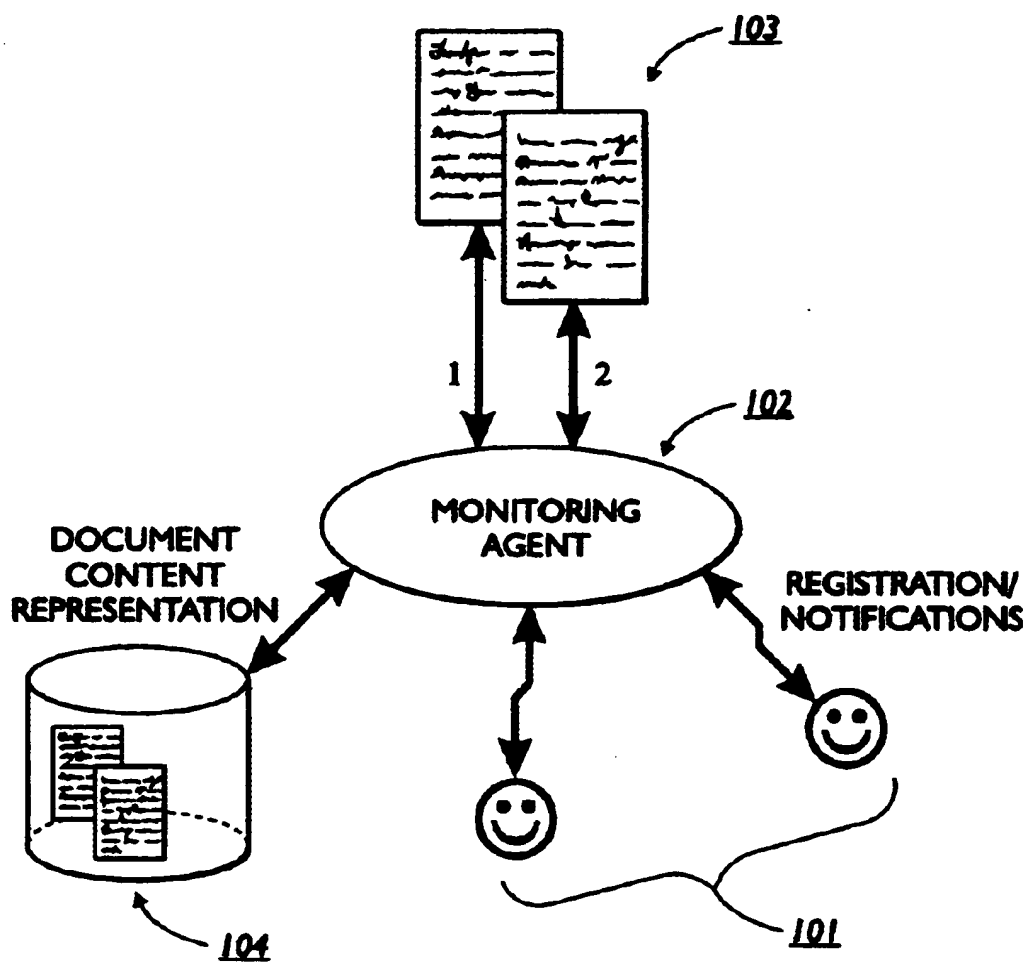 103
1
2
102
MONITORING
AGENT
DOCUMENT
CONTENT
REPRESENTATION
REGISTRATION/
NOTIFICATIONS
104
101